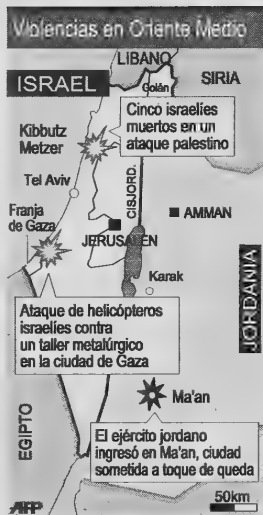 Violencias en Oriente Medio
LÍBANO
ISRAEL
Golán
SIRIA
Cinco israelíes
muertos en un
ataque palestino
Kibbutz
Metzer
Tel Aviv
CISJORD.
Franja
de Gaza
AMMAN
JERUSALEN
Karak
JORDANIA
Ataque de helicópteros
israelíes contra
un taller metalúrgico
en la ciudad de Gaza
Ma'an
EGIPTO
El ejército jordano
ingresó en Ma'an, ciudad
sometida a toque de queda
AFP
50km